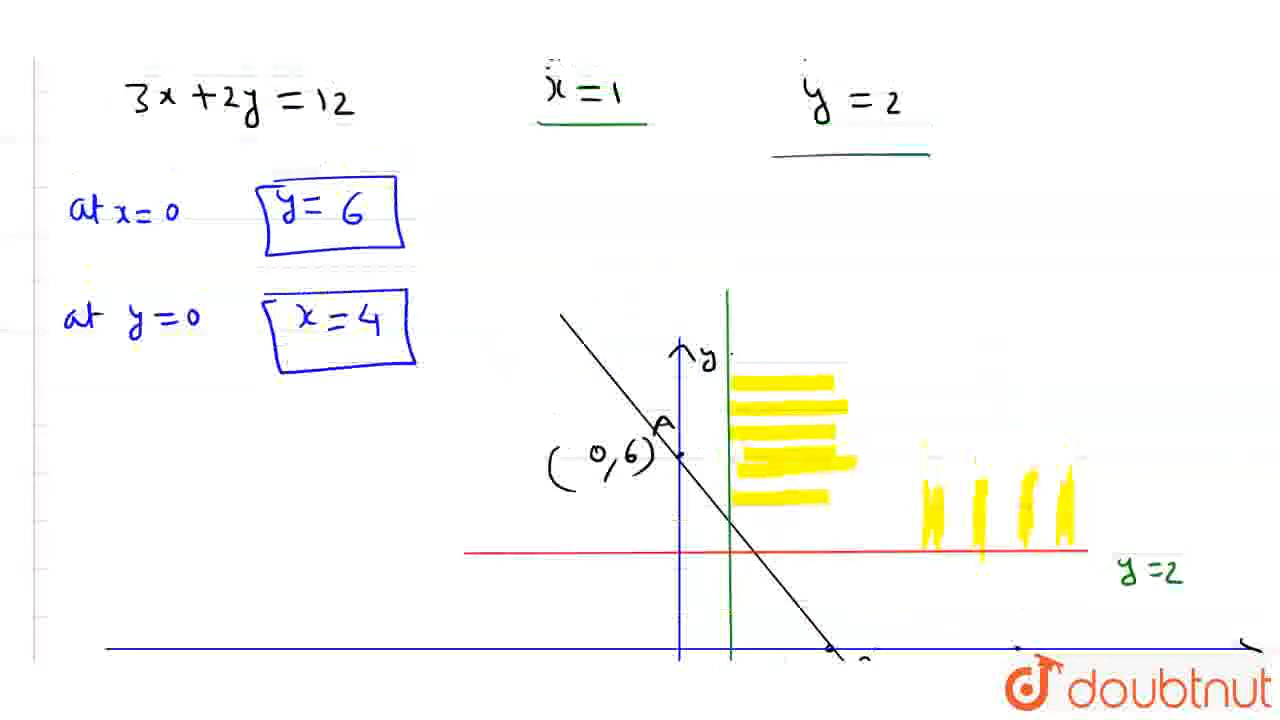 3x+2y=12
x=1
y=2
at x=0
y=6
at y=0
x=4
y
A
(0,6)
y=2
doubtnut